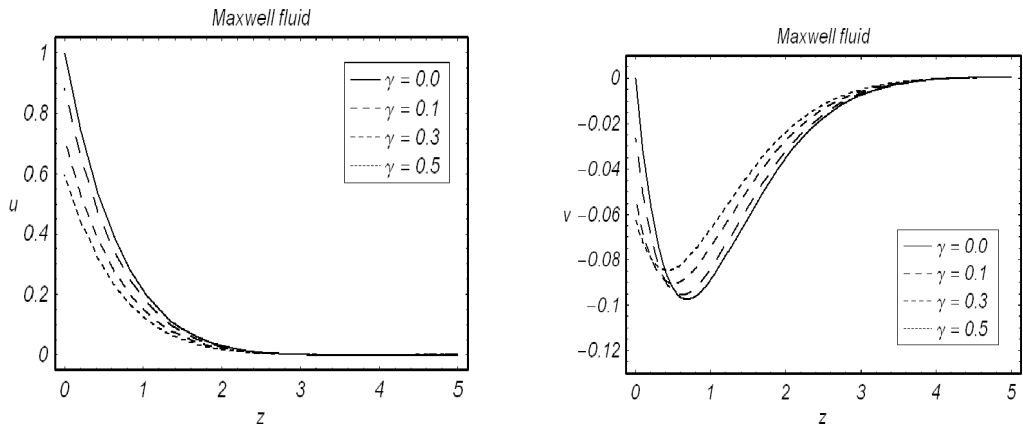 Maxwell fluid
1
0.8
0.6
u
0.4
0.2
0
0 1 2 3 4 5
z
γ = 0.0
γ = 0.1
γ = 0.3
γ = 0.5
Maxwell fluid
0
−0.02
−0.04
v −0.06
−0.08
−0.1
−0.12
0 1 2 3 4 5
z
γ = 0.0
γ = 0.1
γ = 0.3
γ = 0.5